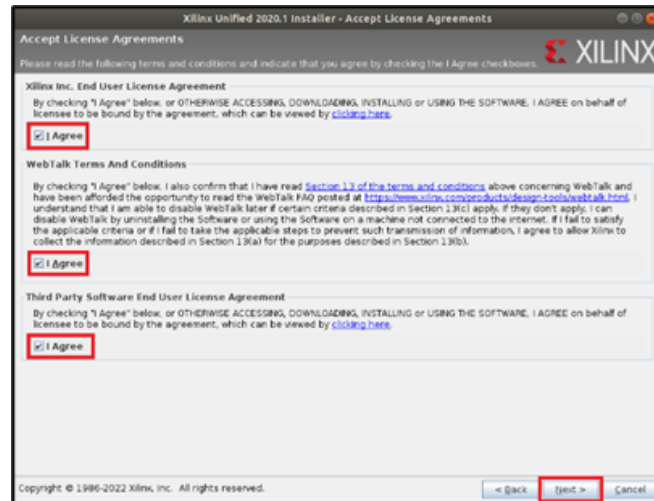 Xilinx Unified 2020.1 Installer - Accept License Agreements
Accept License Agreements
Please read the following terms and conditions and indicate that you agree by checking the I Agree checkboxes.
XILINX
Xilinx Inc. End User License Agreement
By checking "I Agree" below, or OTHERWISE ACCESSING, DOWNLOADING, INSTALLING or USING THE SOFTWARE, I AGREE on behalf of
licensee to be bound by the agreement, which can be viewed by clicking here.
I Agree
WebTalk Terms And Conditions
By checking "I Agree" below, I also confirm that I have read Section 13 of the terms and conditions above concerning WebTalk and
have been afforded the opportunity to read the WebTalk FAQ posted at https://www.xilinx.com/products/design-tools/webtalk.html. I
understand that I am able to disable WebTalk later if certain criteria described in Section 13(c) apply. If they don't apply, I can
disable WebTalk by uninstalling the Software or using the Software on a machine not connected to the internet. If I fail to satisfy
the applicable criteria or if I fail to take the applicable steps to prevent such transmission of information, I agree to allow Xilinx to
collect the information described in Section 13(a) for the purposes described in Section 13(b).
I Agree
Third Party Software End User License Agreement
By checking "I Agree" below, or OTHERWISE ACCESSING, DOWNLOADING, INSTALLING or USING THE SOFTWARE, I AGREE on behalf of
licensee to be bound by the agreement, which can be viewed by clicking here.
I Agree
Copyright © 1986-2022 Xilinx, Inc. All rights reserved.
< Back
Next >
Cancel